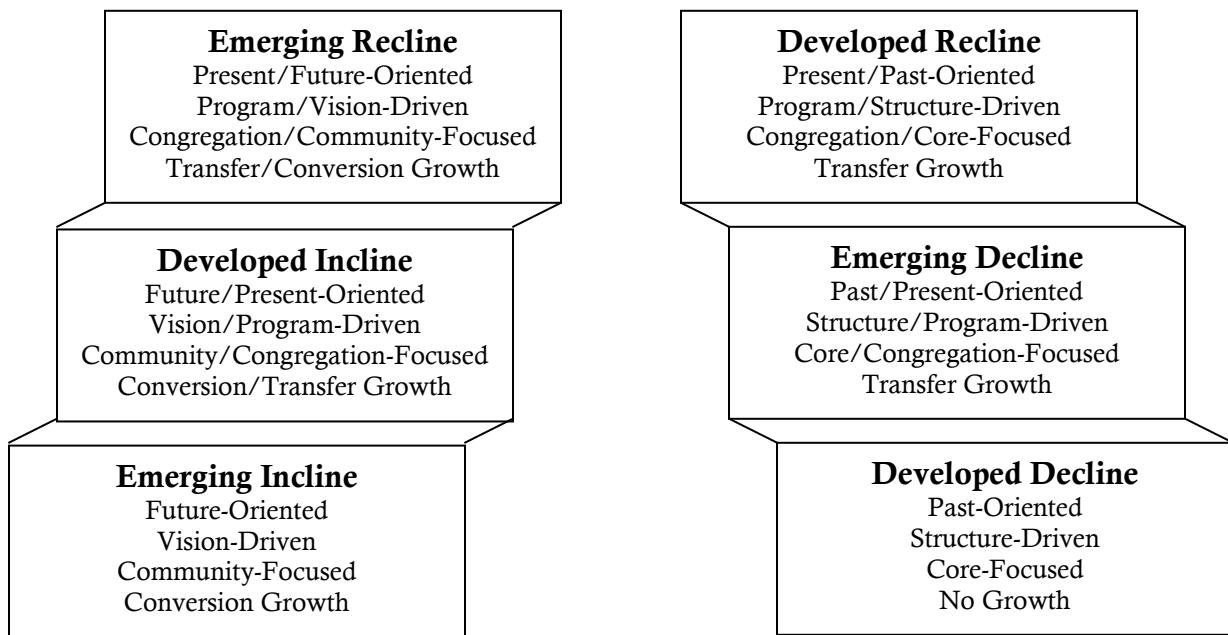 Emerging Recline
Present/Future-Oriented
Program/Vision-Driven
Congregation/Community-Focused
Transfer/Conversion Growth
Developed Incline
Future/Present-Oriented
Vision/Program-Driven
Community/Congregation-Focused
Conversion/Transfer Growth
Emerging Incline
Future-Oriented
Vision-Driven
Community-Focused
Conversion Growth
Developed Recline
Present/Past-Oriented
Program/Structure-Driven
Congregation/Core-Focused
Transfer Growth
Emerging Decline
Past/Present-Oriented
Structure/Program-Driven
Core/Congregation-Focused
Transfer Growth
Developed Decline
Past-Oriented
Structure-Driven
Core-Focused
No Growth